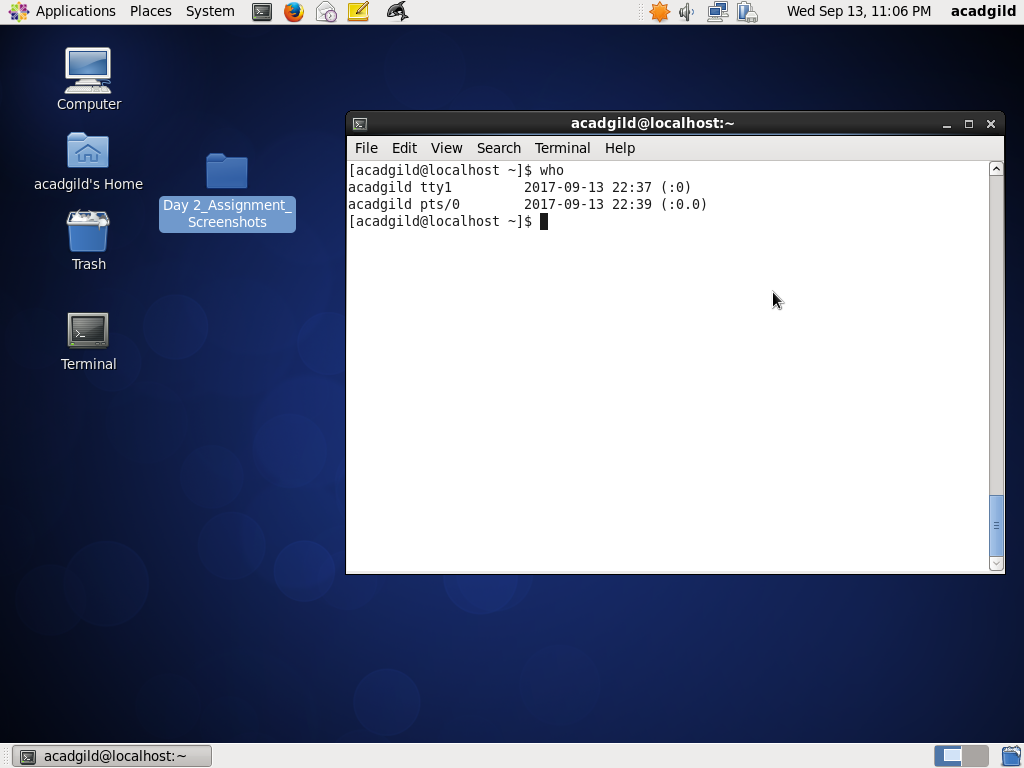 Applications Places System Wed Sep 13, 11:06 PM acadgild
Computer
acadgild's Home
Trash
Terminal
Day 2_Assignment_
Screenshots
acadgild@localhost:~
File Edit View Search Terminal Help
[acadgild@localhost ~]$ who
acadgild tty1         2017-09-13 22:37 (:0)
acadgild pts/0        2017-09-13 22:39 (:0.0)
[acadgild@localhost ~]$
acadgild@localhost:~